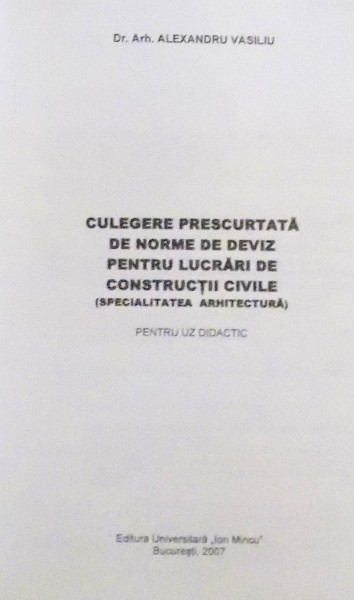 Dr. Arh. ALEXANDRU VASILIU
CULEGERE PRESCURTATĂ
DE NORME DE DEVIZ
PENTRU LUCRĂRI DE
CONSTRUCȚII CIVILE
(SPECIALITATEA ARHITECTURĂ)
PENTRU UZ DIDACTIC
Editura Universitară „Ion Mincu"
București, 2007